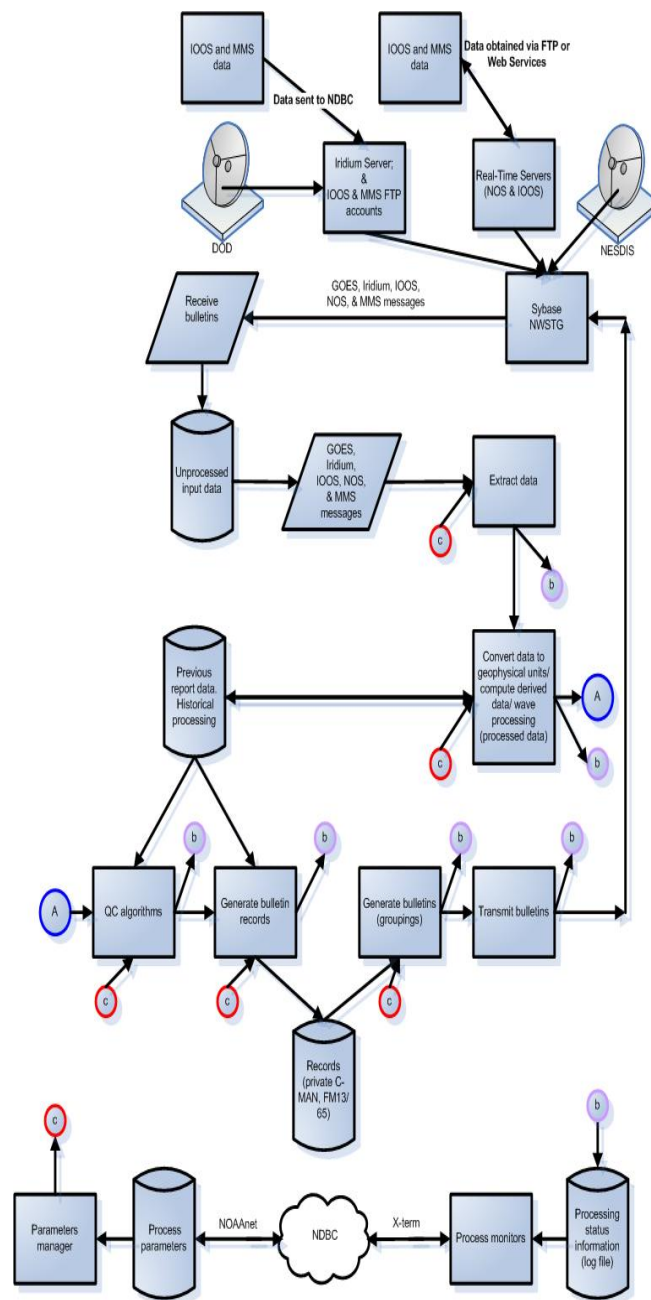 IOOS and MMS
data
Data sent to NDBC
IOOS and MMS
data
Data obtained via FTP or
Web Services
DOD
Iridium Server;
&
IOOS & MMS FTP
accounts
Real-Time Servers
(NOS & IOOS)
NESDIS
Receive
bulletins
GOES, Iridium, IOOS,
NOS, & MMS messages
Sybase
NWSTG
Unprocessed
input data
GOES,
Iridium,
IOOS, NOS,
& MMS
messages
Extract data
c
b
Previous
report data.
Historical
processing
Convert data to
geophysical units/
compute derived
data/ wave
processing
(processed data)
A
c
b
b
b
b
b
A
QC algorithms
Generate bulletin
records
Generate bulletins
(groupings)
Transmit bulletins
c
c
c
Records
(private C-
MAN, FM13/
65)
c
b
Parameters
manager
Process
parameters
NOAAnet
NDBC
X-term
Process monitors
Processing
status
information
(log file)